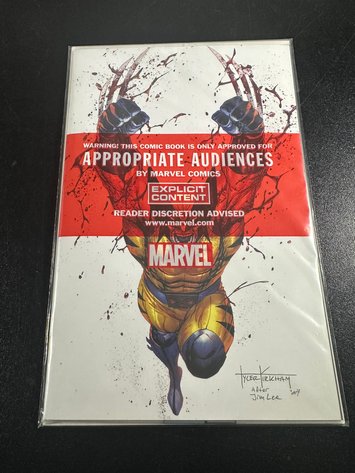 WARNING! THIS COMIC BOOK IS ONLY APPROVED FOR
APPROPRIATE AUDIENCES
BY MARVEL COMICS
EXPLICIT
CONTENT
READER DISCRETION ADVISED
www.marvel.com
MARVEL
TYLER KIRKHAM
After
Jim Lee